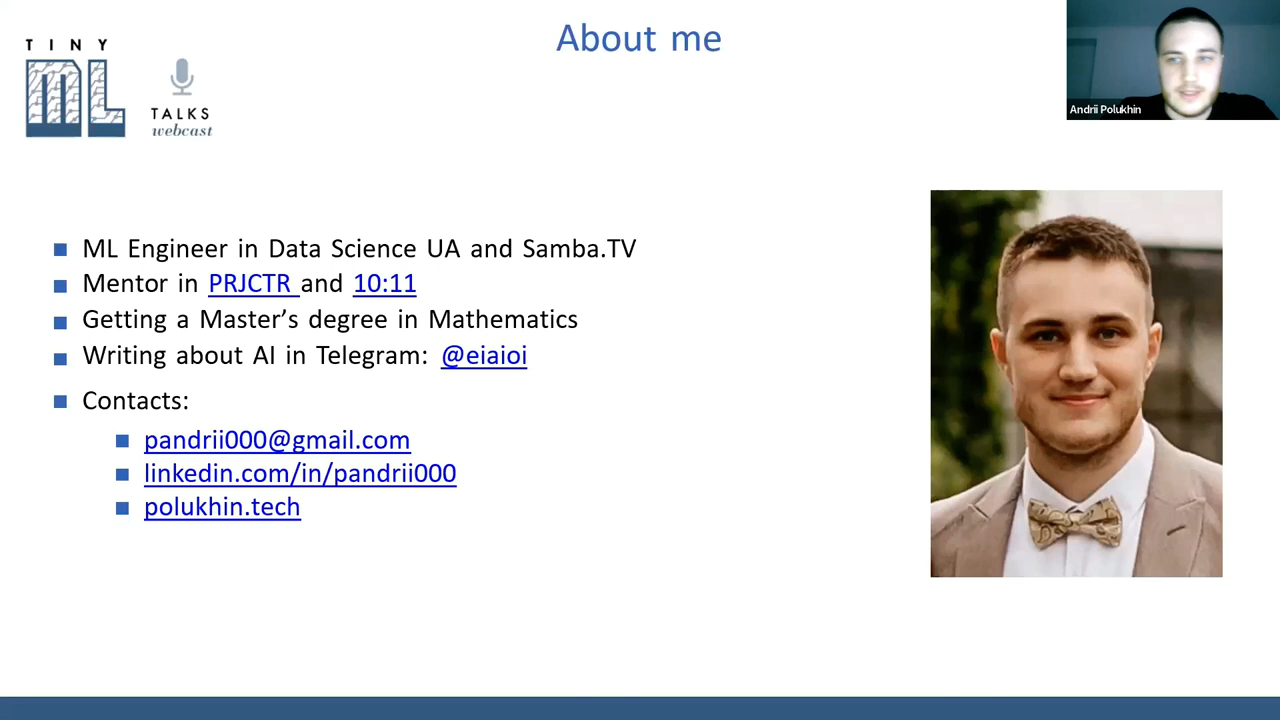 TINY
ML
TALKS
webcast
About me
Andrii Polukhin
ML Engineer in Data Science UA and Samba.TV
Mentor in PRJCTR and 10:11
Getting a Master’s degree in Mathematics
Writing about AI in Telegram: @eiaioi
Contacts:
pandrii000@gmail.com
linkedin.com/in/pandrii000
polukhin.tech